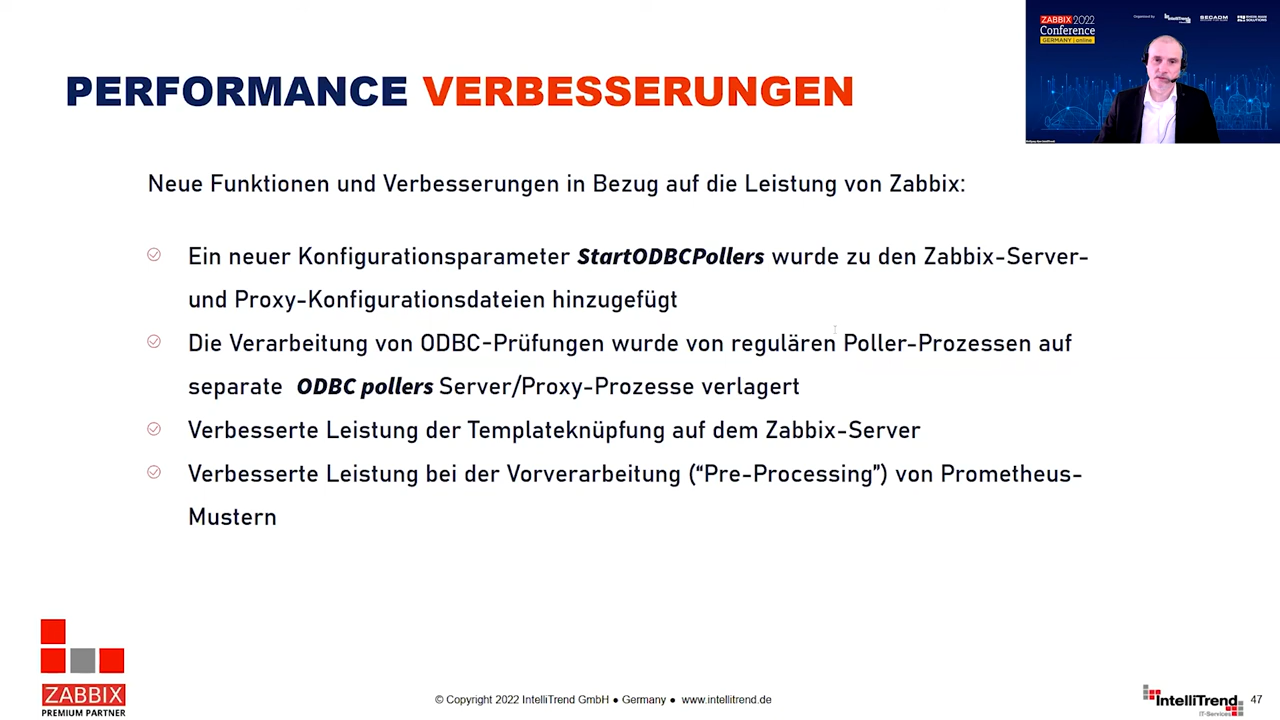 PERFORMANCE VERBESSERUNGEN
ZABBIX 2022
Conference
GERMANY | online
Organised by
IntelliTrend
SECADM
Neue Funktionen und Verbesserungen in Bezug auf die Leistung von Zabbix:
Ein neuer Konfigurationsparameter StartODBCPollers wurde zu den Zabbix-Server-
und Proxy-Konfigurationsdateien hinzugefügt
Die Verarbeitung von ODBC-Prüfungen wurde von regulären Poller-Prozessen auf
separate ODBC pollers Server/Proxy-Prozesse verlagert
Verbesserte Leistung der Templateknüpfung auf dem Zabbix-Server
Verbesserte Leistung bei der Vorverarbeitung (“Pre-Processing”) von Prometheus-
Mustern
ZABBIX
PREMIUM PARTNER
© Copyright 2022 IntelliTrend GmbH ● Germany ● www.intellitrend.de
IntelliTrend
IT-Services
47